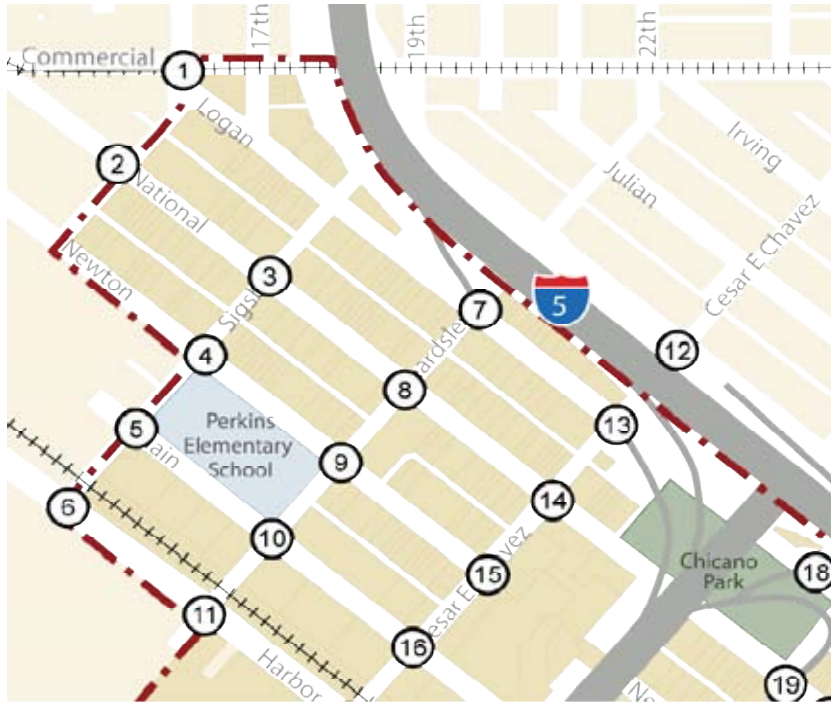 17th
19th
22th
Commercial
1
Logan
Irving
2
Julian
National
Cesar E Chavez
Newton
3
5
7
12
4
8
Perkins
Elementary
School
13
5
9
14
6
10
Chicano
Park
15
18
11
16
Harbor
19